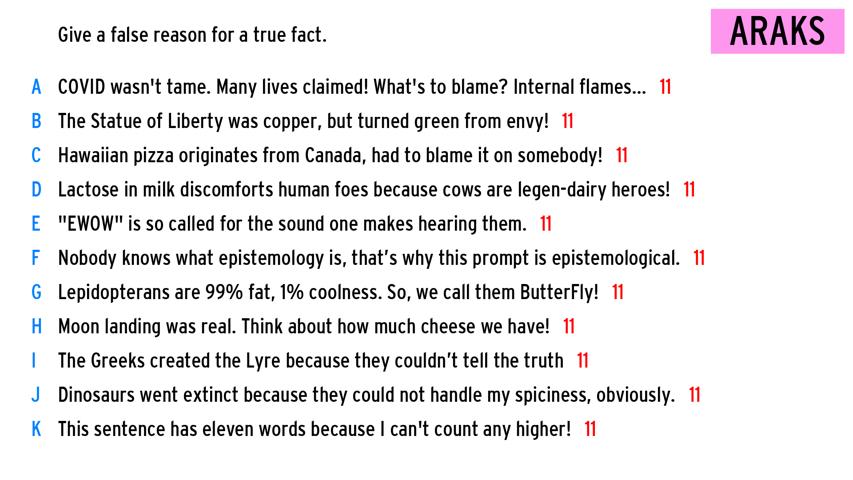 Give a false reason for a true fact.
ARAKS
A COVID wasn't tame. Many lives claimed! What's to blame? Internal flames... 11
B The Statue of Liberty was copper, but turned green from envy! 11
C Hawaiian pizza originates from Canada, had to blame it on somebody! 11
D Lactose in milk discomforts human foes because cows are legen-dairy heroes! 11
E "EWOW" is so called for the sound one makes hearing them. 11
F Nobody knows what epistemology is, that’s why this prompt is epistemological. 11
G Lepidopterans are 99% fat, 1% coolness. So, we call them ButterFly! 11
H Moon landing was real. Think about how much cheese we have! 11
I The Greeks created the Lyre because they couldn’t tell the truth 11
J Dinosaurs went extinct because they could not handle my spiciness, obviously. 11
K This sentence has eleven words because I can't count any higher! 11